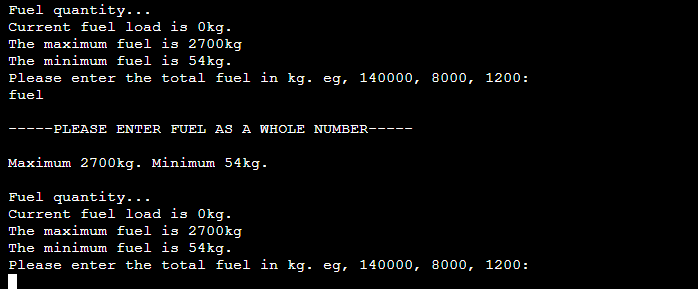 Fuel quantity...
Current fuel load is 0kg.
The maximum fuel is 2700kg
The minimum fuel is 54kg.
Please enter the total fuel in kg. eg, 140000, 8000, 1200:
fuel
-----PLEASE ENTER FUEL AS A WHOLE NUMBER-----
Maximum 2700kg. Minimum 54kg.
Fuel quantity...
Current fuel load is 0kg.
The maximum fuel is 2700kg
The minimum fuel is 54kg.
Please enter the total fuel in kg. eg, 140000, 8000, 1200: